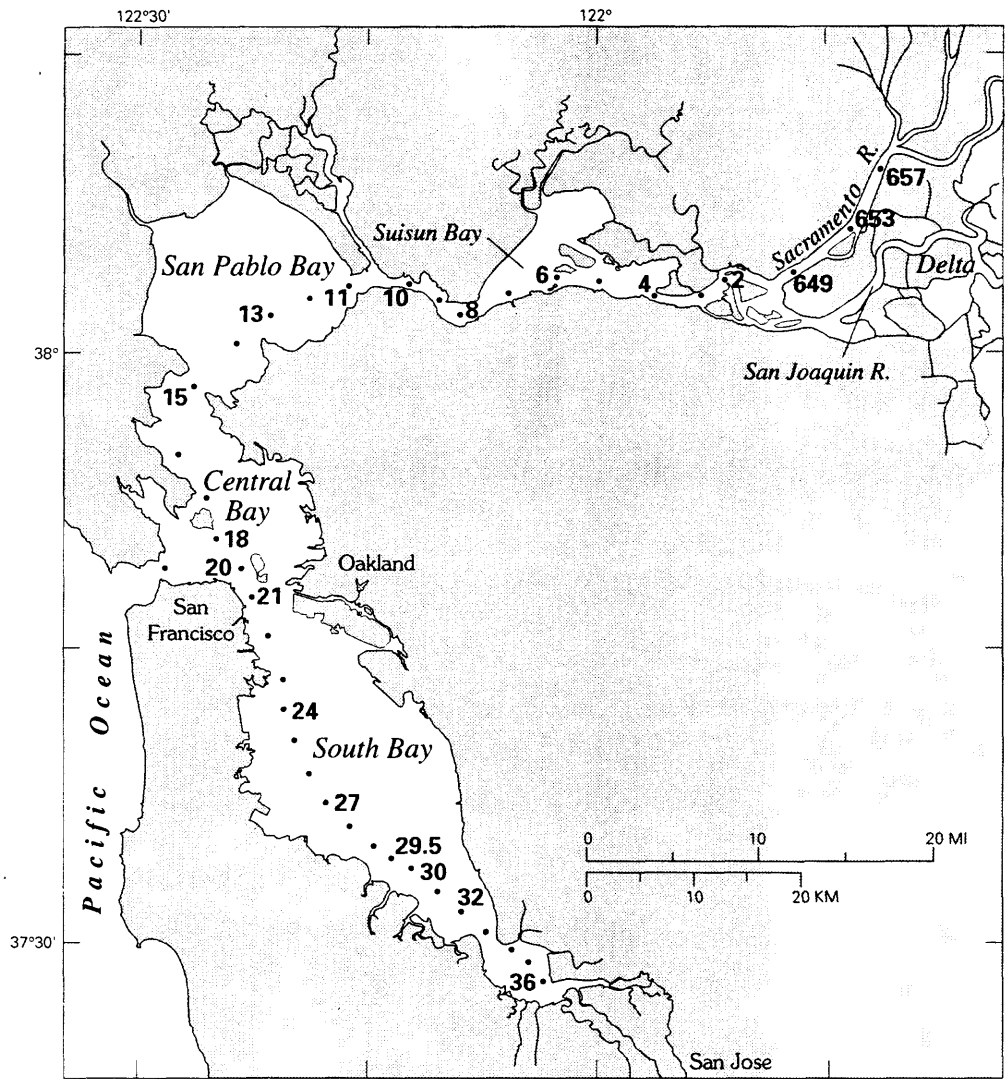 122°30'
122°
R.
657
Sacramento
653
Suisun Bay
San Pablo Bay
6
4
2
649
Delta
11
10
8
13
38°
San Joaquin R.
15
Central
Bay
18
20
Oakland
21
San
Francisco
Pacific Ocean
24
South Bay
27
29.5
30
32
0 10 20 MI
0 10 20 KM
37°30'
36
San Jose